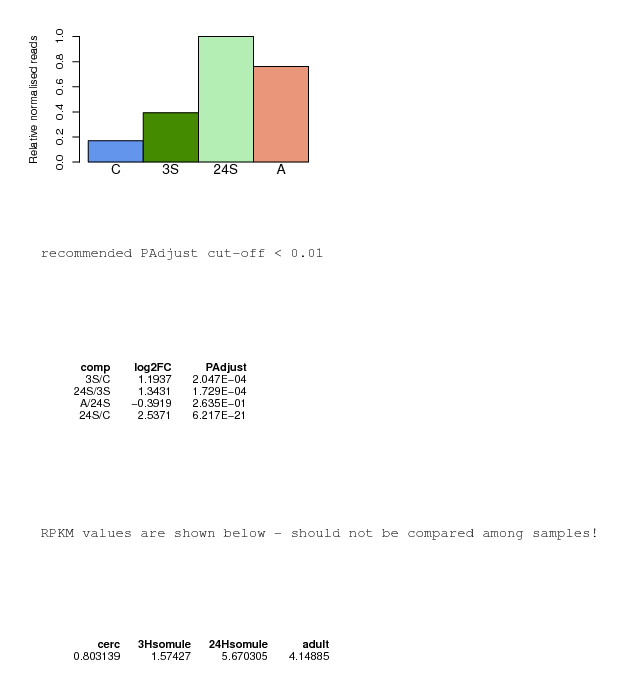 Relative normalised reads
1.0
0.8
0.6
0.4
0.2
0.0
C 3S 24S A
recommended PAdjust cut−off < 0.01
comp log2FC PAdjust
3S/C 1.1937 2.047E−04
24S/3S 1.3431 1.729E−04
A/24S −0.3919 2.635E−01
24S/C 2.5371 6.217E−21
RPKM values are shown below − should not be compared among samples!
cerc 3Hsomule 24Hsomule adult
0.803139 1.57427 5.670305 4.14885